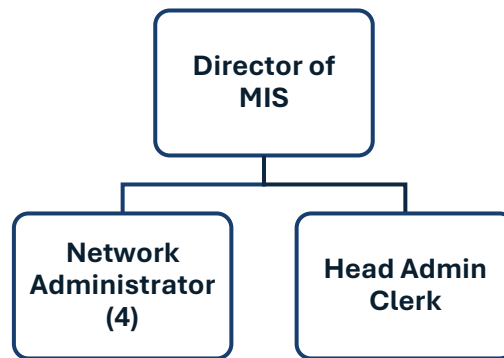 Director of
MIS
Network
Administrator
(4)
Head Admin
Clerk